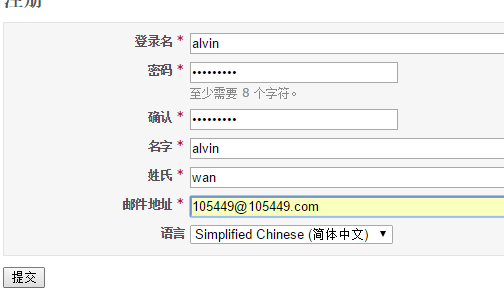 注册
登录名 * alvin
密码 * •••••••••
至少需要 8 个字符。
确认 * •••••••••
名字 * alvin
姓氏 * wan
邮件地址 * 105449@105449.com
语言 Simplified Chinese (简体中文)
提交